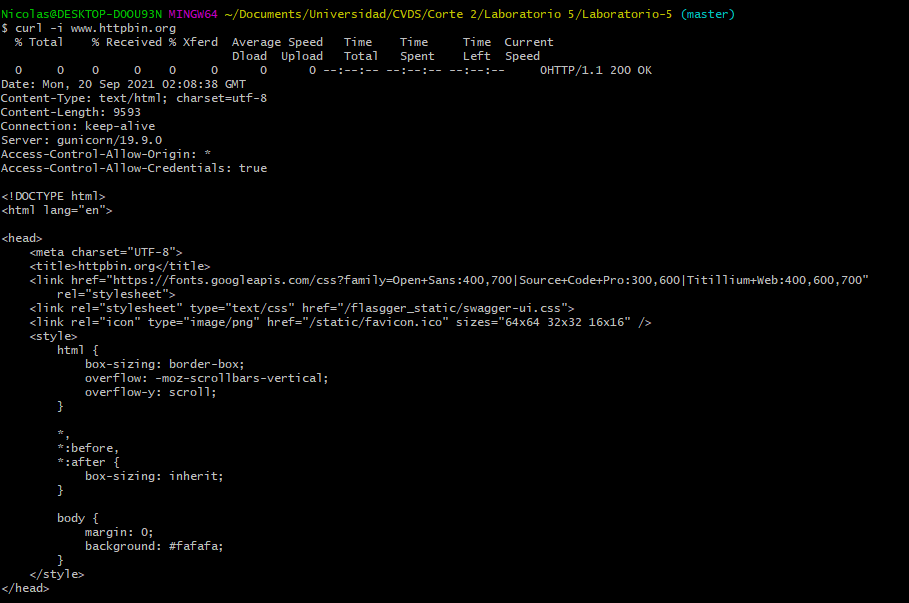 Nicolas@DESKTOP-DOOU93N MINGW64 ~/Documents/Universidad/CVDS/Corte 2/Laboratorio 5/Laboratorio-5 (master)
$ curl -i www.httpbin.org
  % Total    % Received % Xferd  Average Speed   Time    Time     Time  Current
                                 Dload  Upload   Total   Spent    Left  Speed
  0     0    0     0    0     0      0      0 --:--:-- --:--:-- --:--:--     0HTTP/1.1 200 OK
Date: Mon, 20 Sep 2021 02:08:38 GMT
Content-Type: text/html; charset=utf-8
Content-Length: 9593
Connection: keep-alive
Server: gunicorn/19.9.0
Access-Control-Allow-Origin: *
Access-Control-Allow-Credentials: true

<!DOCTYPE html>
<html lang="en">

<head>
    <meta charset="UTF-8">
    <title>httpbin.org</title>
    <link href="https://fonts.googleapis.com/css?family=Open+Sans:400,700|Source+Code+Pro:300,600|Titillium+Web:400,600,700"
        rel="stylesheet">
    <link rel="stylesheet" type="text/css" href="/flasgger_static/swagger-ui.css">
    <link rel="icon" type="image/png" href="/static/favicon.ico" sizes="64x64 32x32 16x16" />
    <style>
        html {
            box-sizing: border-box;
            overflow: -moz-scrollbars-vertical;
            overflow-y: scroll;
        }

        *,
        *:before,
        *:after {
            box-sizing: inherit;
        }

        body {
            margin: 0;
            background: #fafafa;
        }
    </style>
</head>